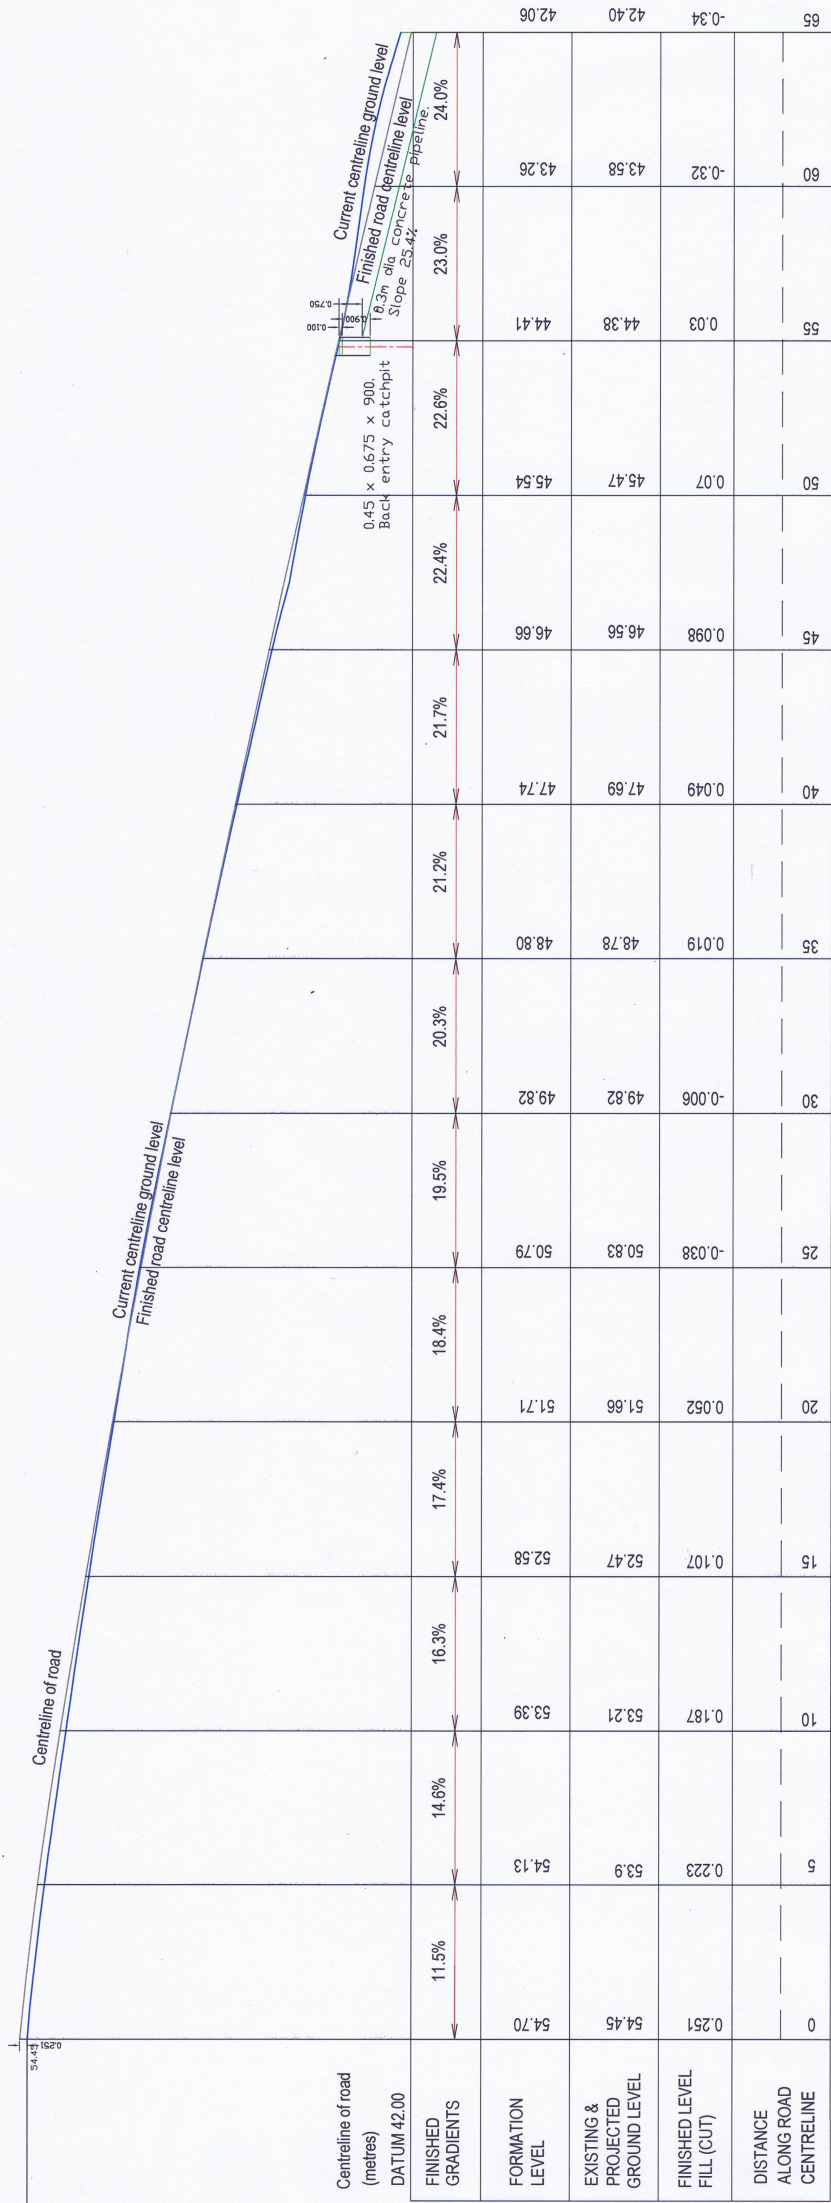 54.45
0.251
Centreline of road
Current centreline ground level
Finished road centreline level
Current centreline ground level
Finished road centreline level
0.3m dia concrete pipeline.
Slope 25.4%
0.750
0.900
0.100
0.45 x 0.675 x 900.
Back entry catchpit
Centreline of road
(metres)
DATUM 42.00
FINISHED
GRADIENTS
11.5% 14.6% 16.3% 17.4% 18.4% 19.5% 20.3% 21.2% 21.7% 22.4% 22.6% 23.0% 24.0%
FORMATION
LEVEL
54.70 54.13 53.39 52.58 51.71 50.79 49.82 48.80 47.74 46.66 45.54 44.41 43.26 42.06
EXISTING &
PROJECTED
GROUND LEVEL
54.45 53.9 53.21 52.47 51.66 50.83 49.82 48.78 47.69 46.56 45.47 44.38 43.58 42.40
FINISHED LEVEL
FILL (CUT)
0.251 0.223 0.187 0.107 0.052 -0.038 -0.006 0.019 0.049 0.098 0.07 0.03 -0.32 -0.34
DISTANCE
ALONG ROAD
CENTRELINE
0 5 10 15 20 25 30 35 40 45 50 55 60 65